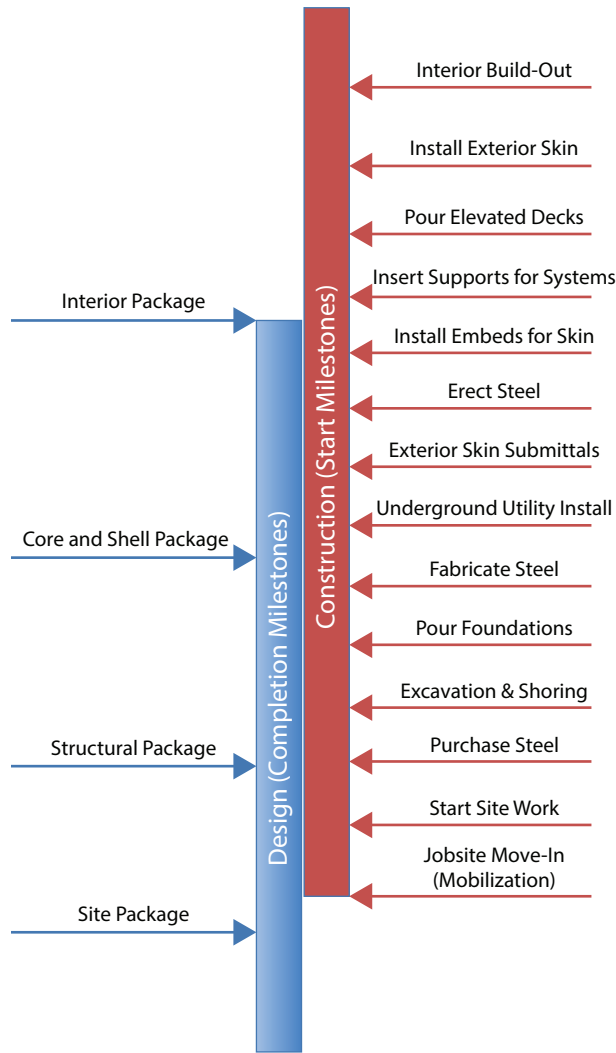 Interior Package
Core and Shell Package
Structural Package
Site Package
Design (Completion Milestones)
Construction (Start Milestones)
Interior Build-Out
Install Exterior Skin
Pour Elevated Decks
Insert Supports for Systems
Install Embeds for Skin
Erect Steel
Exterior Skin Submittals
Underground Utility Install
Fabricate Steel
Pour Foundations
Excavation & Shoring
Purchase Steel
Start Site Work
Jobsite Move-In
(Mobilization)